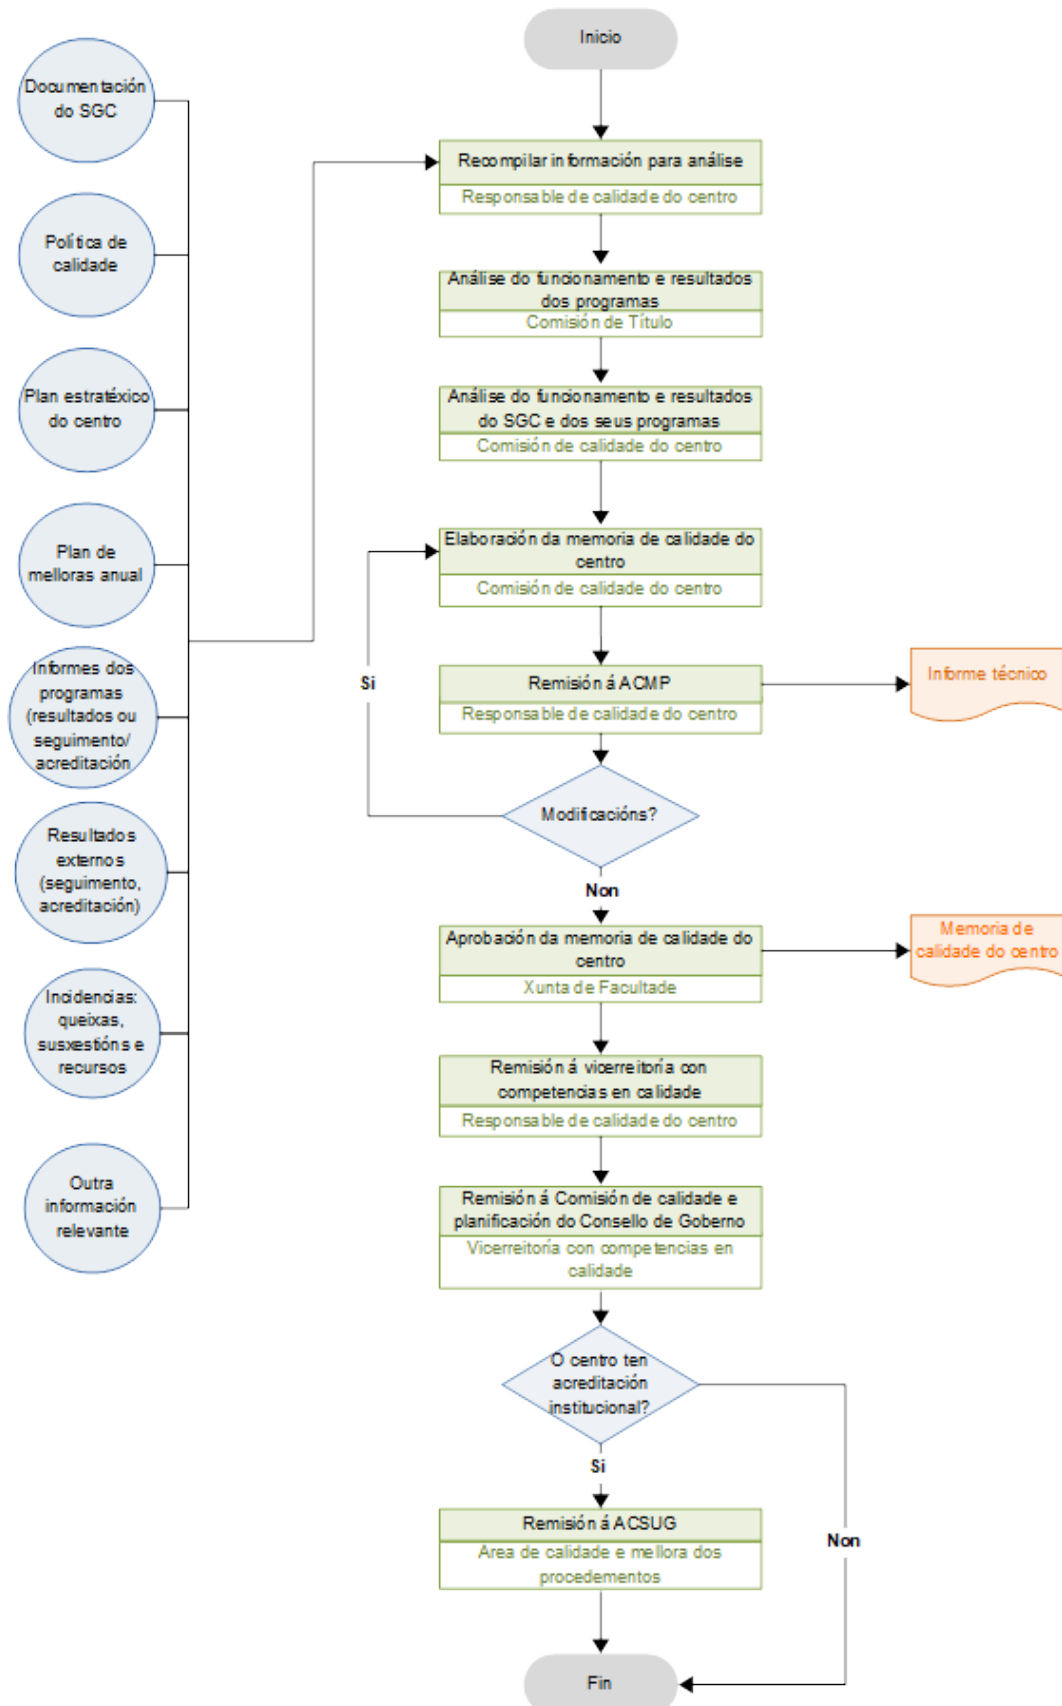 Inicio
Documentación
do SGC
Recompilar información para análise
Responsable de calidade do centro
Política de
calidade
Análise do funcionamento e resultados
dos programas
Comisión de Título
Plan estratéxico
do centro
Análise do funcionamento e resultados
do SGC e dos seus programas
Comisión de calidade do centro
Plan de
melloras anual
Elaboración da memoria de calidade do
centro
Comisión de calidade do centro
Informes dos
programas
(resultados ou
seguimento/
acreditación
Si
Remisión á ACMP
Responsable de calidade do centro
Informe técnico
Modificacións?
Resultados
externos
(seguimento,
acreditación)
Non
Aprobación da memoria de calidade do
centro
Xunta de Facultade
Memoria de
calidade do centro
Incidencias:
queixas,
suxestións e
recursos
Remisión á vicerreitoría con
competencias en calidade
Responsable de calidade do centro
Outra
información
relevante
Remisión á Comisión de calidade e
planificación do Consello de Goberno
Vicerreitoría con competencias en
calidade
O centro ten
acreditación
institucional?
Si
Remisión á ACSUG
Area de calidade e mellora dos
procedementos
Non
Fin